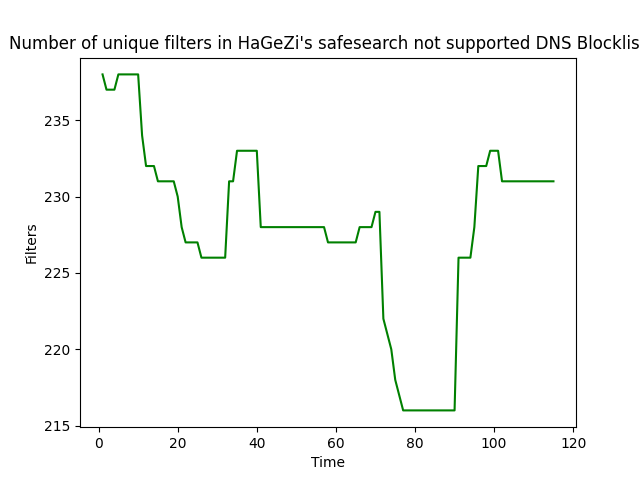 Number of unique filters in HaGeZi's safesearch not supported DNS Blocklis
235
230
225
220
215
Filters
0 20 40 60 80 100 120
Time